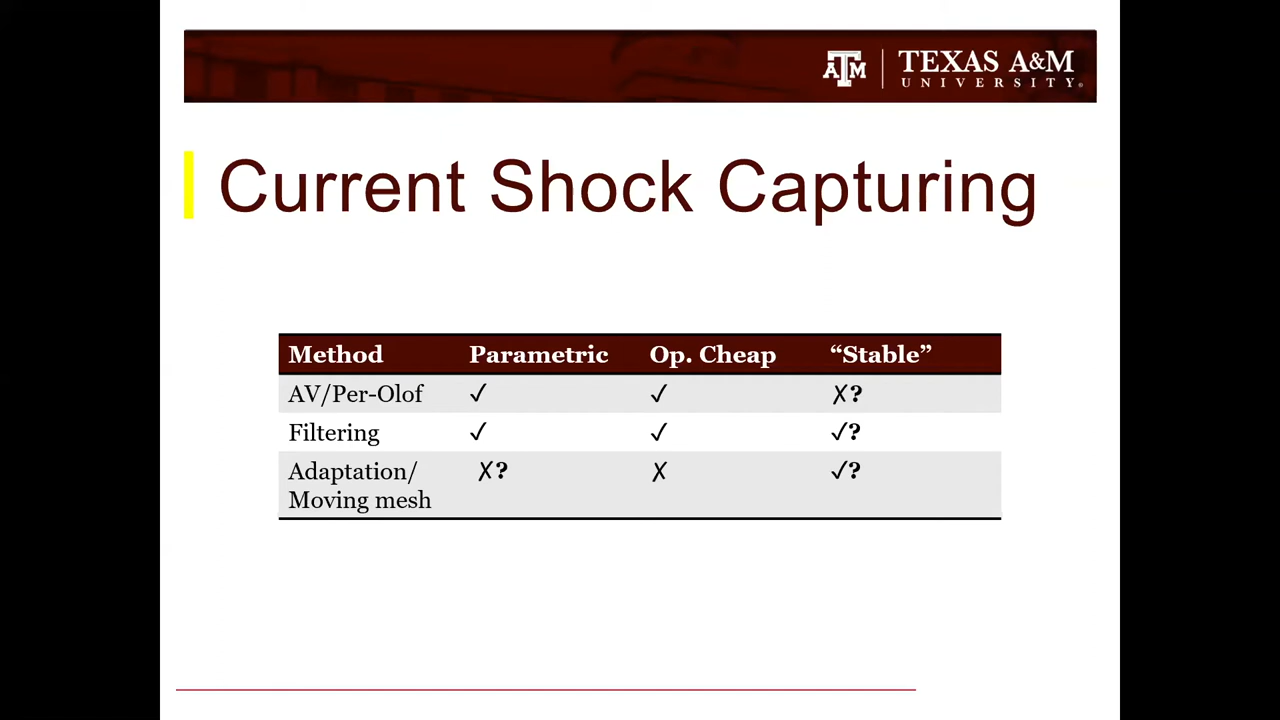 TEXAS A&M
UNIVERSITY®
Current Shock Capturing
Method Parametric Op. Cheap “Stable”
AV/Per-Olof ✓ ✓ ✗?
Filtering ✓ ✓ ✓?
Adaptation/ ✗? ✗ ✓?
Moving mesh